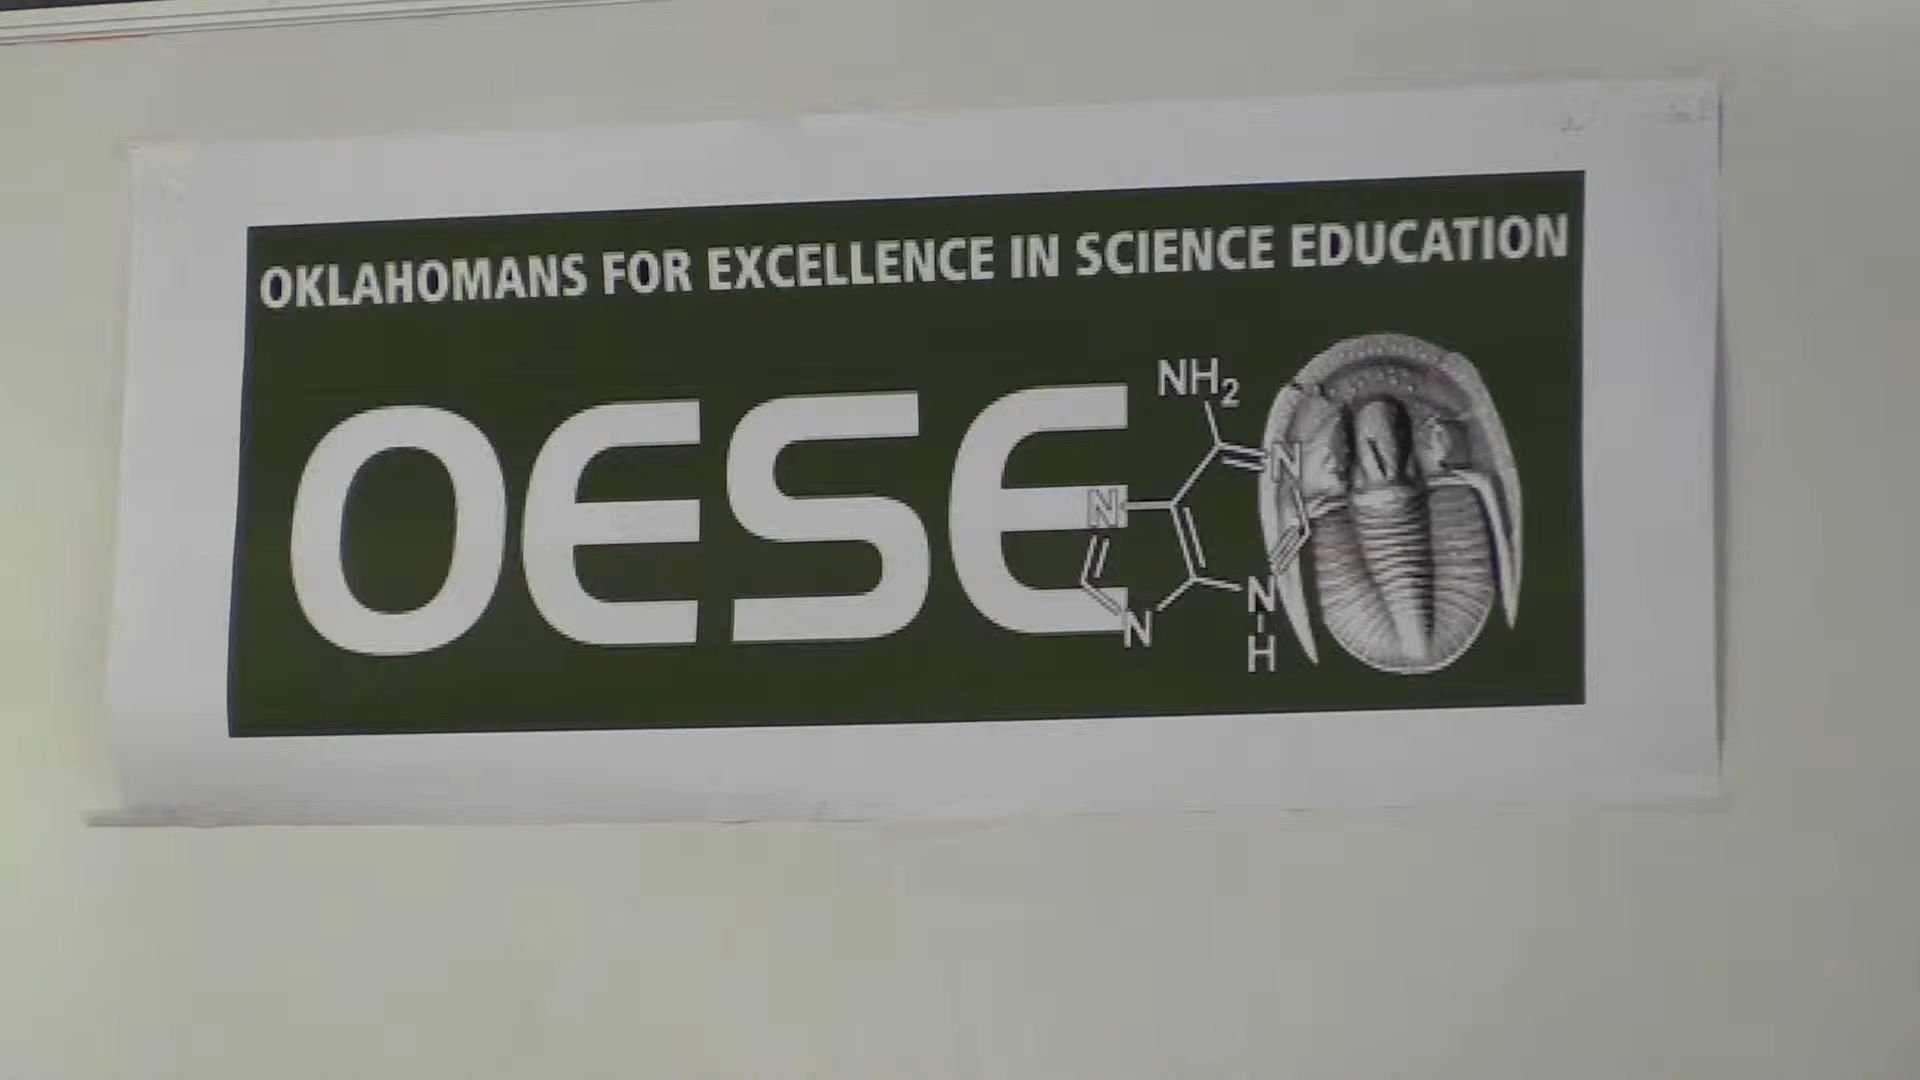 OKLAHOMANS FOR EXCELLENCE IN SCIENCE EDUCATION
OESE
NH₂
N
N
N
N
H